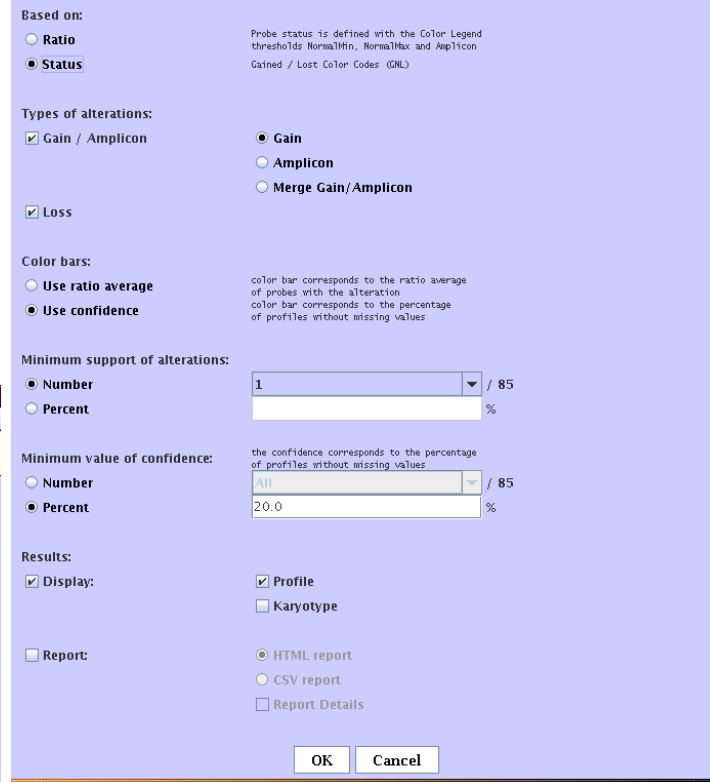 Based on:
Ratio
Probe status is defined with the Color Legend
thresholds NormalMin, NormalMax and Amplicon
Status
Gained / Lost Color Codes (GNL)
Types of alterations:
Gain / Amplicon
Gain
Amplicon
Merge Gain/Amplicon
Loss
Color bars:
Use ratio average
color bar corresponds to the ratio average
of probes with the alteration
Use confidence
color bar corresponds to the percentage
of profiles without missing values
Minimum support of alterations:
Number
1
/ 85
Percent
%
Minimum value of confidence:
the confidence corresponds to the percentage
of profiles without missing values
Number
All
/ 85
Percent
20.0
%
Results:
Display:
Profile
Karyotype
Report:
HTML report
CSV report
Report Details
OK
Cancel